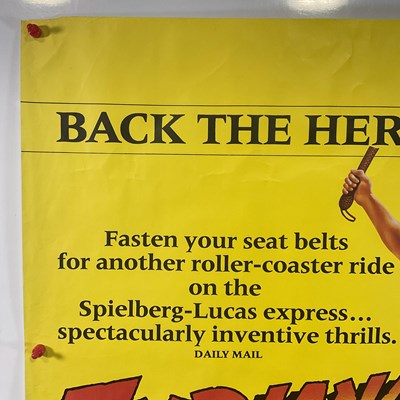 BACK THE HER
Fasten your seat belts
for another roller-coaster ride
on the
Spielberg-Lucas express...
spectacularly inventive thrills.
DAILY MAIL